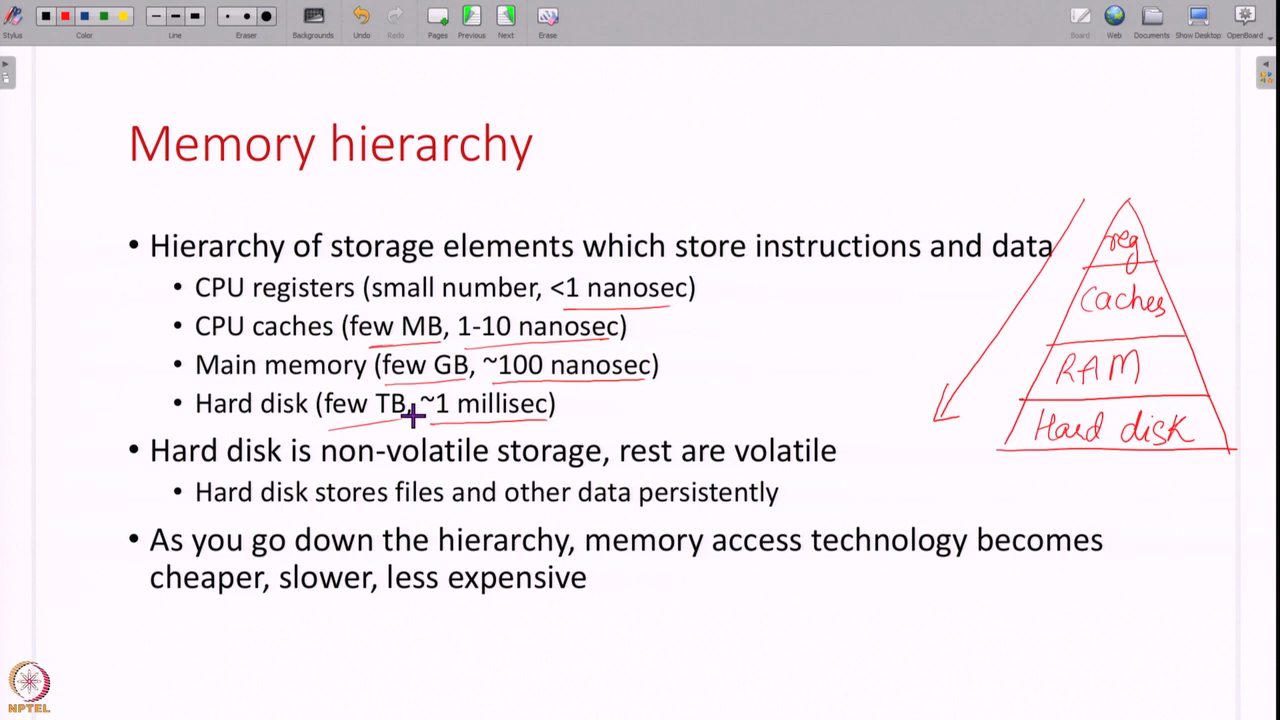 Stylus
Color
Line
Eraser
Backgrounds
Undo
Redo
Pages
Previous
Next
Erase
Board
Web
Documents
Show Desktop
OpenBoard
Memory hierarchy
• Hierarchy of storage elements which store instructions and data
• CPU registers (small number, <1 nanosec)
• CPU caches (few MB, 1-10 nanosec)
• Main memory (few GB, ~100 nanosec)
• Hard disk (few TB, ~1 millisec)
• Hard disk is non-volatile storage, rest are volatile
• Hard disk stores files and other data persistently
• As you go down the hierarchy, memory access technology becomes
cheaper, slower, less expensive
reg
Caches
RAM
Hard disk
NPTEL